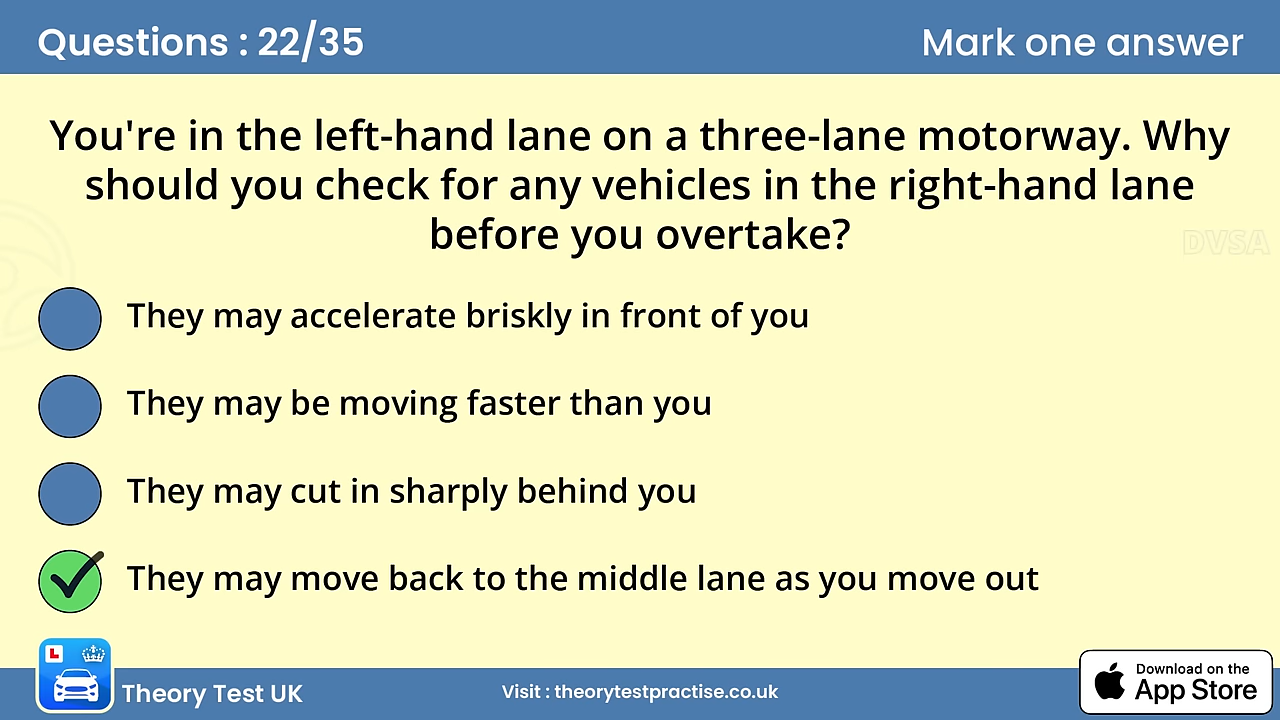 Questions : 22/35
Mark one answer
You're in the left-hand lane on a three-lane motorway. Why
should you check for any vehicles in the right-hand lane
before you overtake?
DVSA
They may accelerate briskly in front of you
They may be moving faster than you
They may cut in sharply behind you
They may move back to the middle lane as you move out
L
Theory Test UK
Visit : theorytestpractise.co.uk
Download on the
App Store